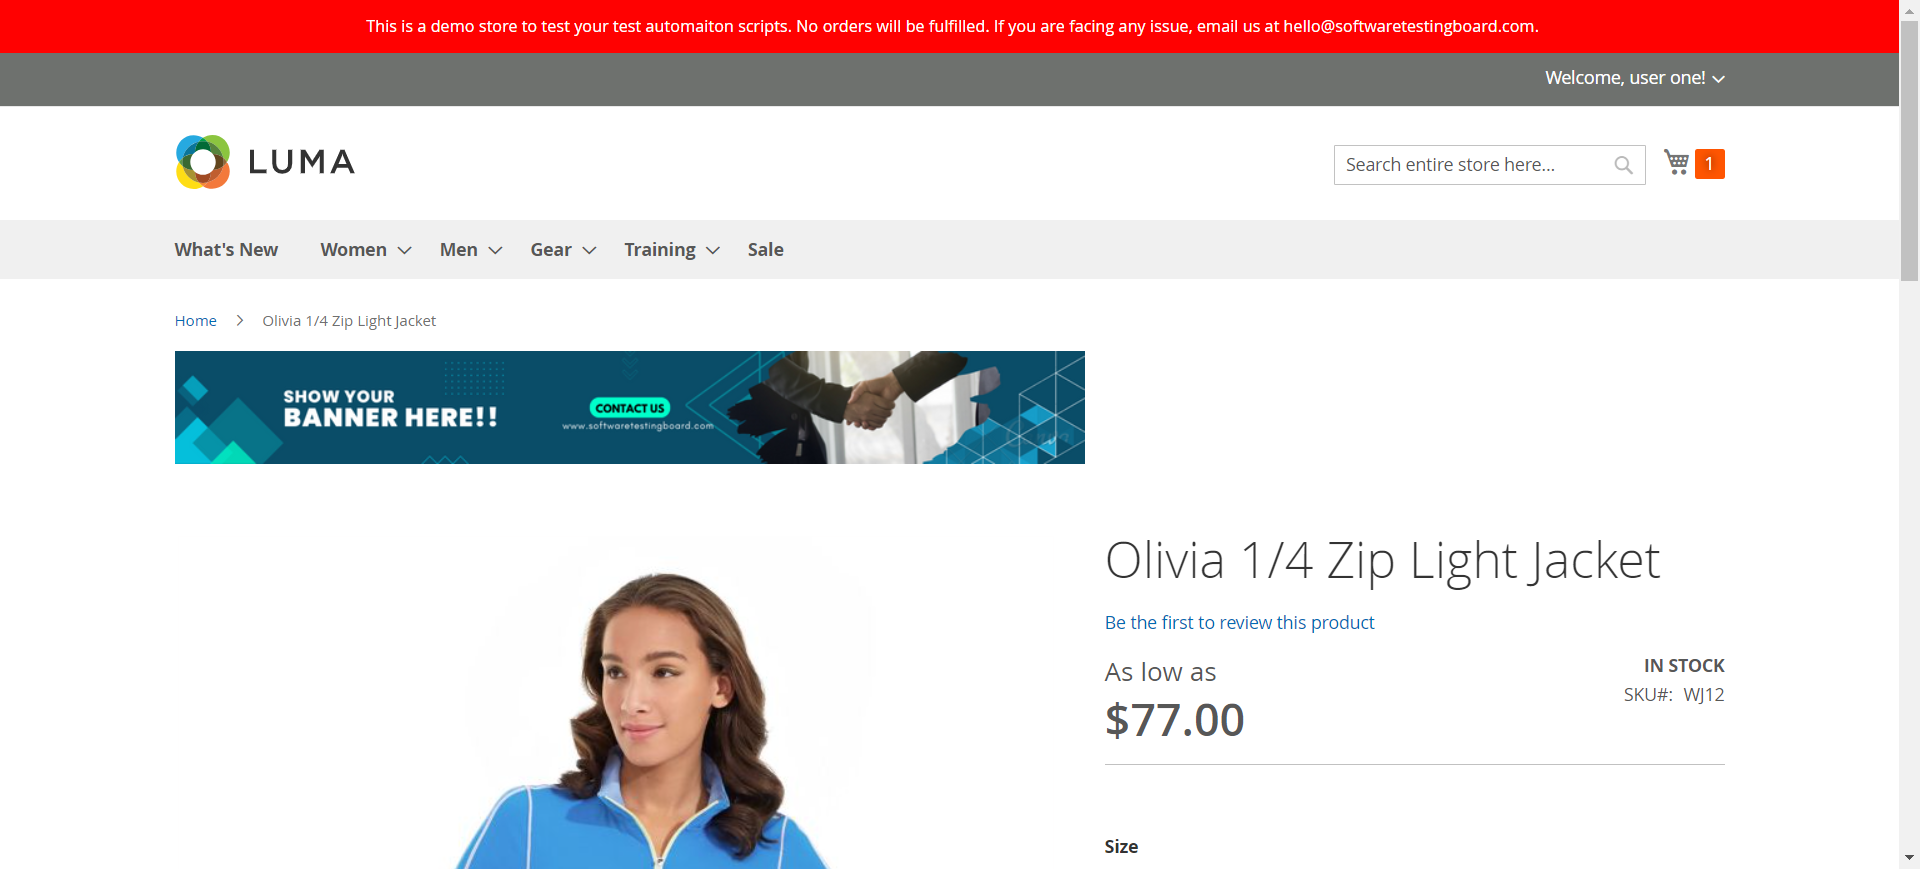 This is a demo store to test your test automaiton scripts. No orders will be fulfilled. If you are facing any issue, email us at hello@softwaretestingboard.com.
Welcome, user one!
LUMA
Search entire store here...
1
What's New Women Men Gear Training Sale
Home Olivia 1/4 Zip Light Jacket
SHOW YOUR
BANNER HERE!!
CONTACT US
www.softwaretestingboard.com
Olivia 1/4 Zip Light Jacket
Be the first to review this product
As low as
$77.00
IN STOCK
SKU#: WJ12
Size